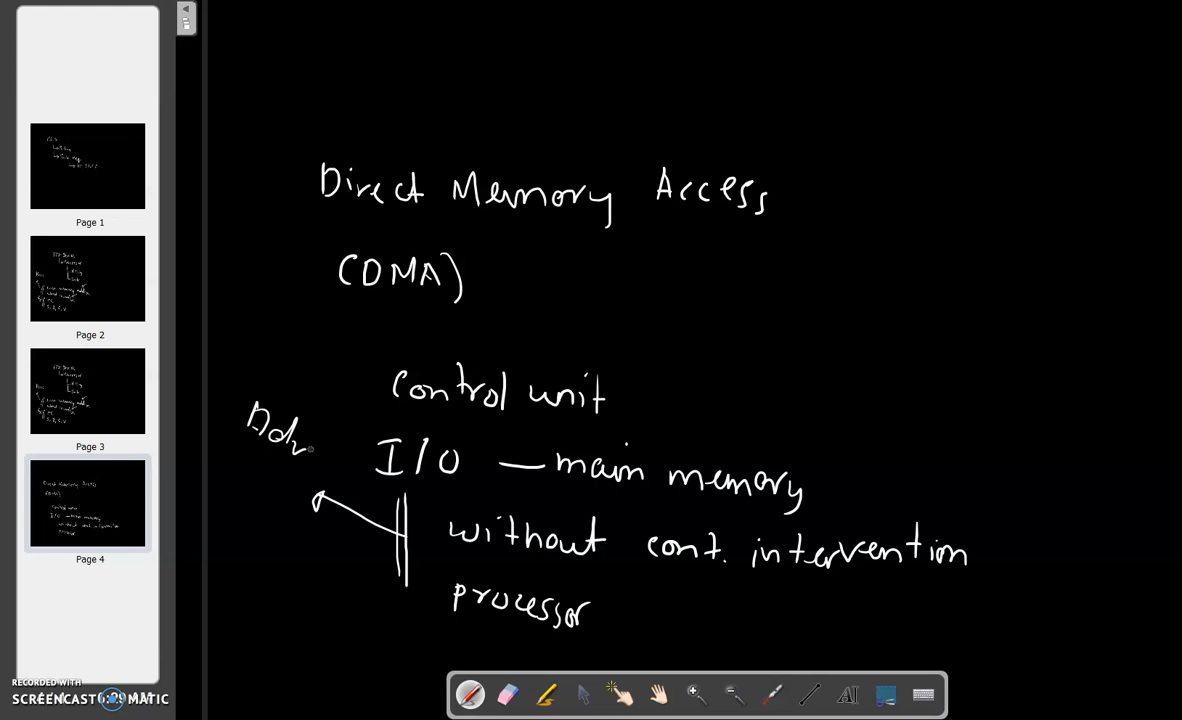 Direct Memory Access
(DMA)
control unit
I/O — main memory
without cont. intervention
processor
Page 1
Page 2
Page 3
Page 4
RECORDED WITH
SCREENCAST-O-MATIC
AI